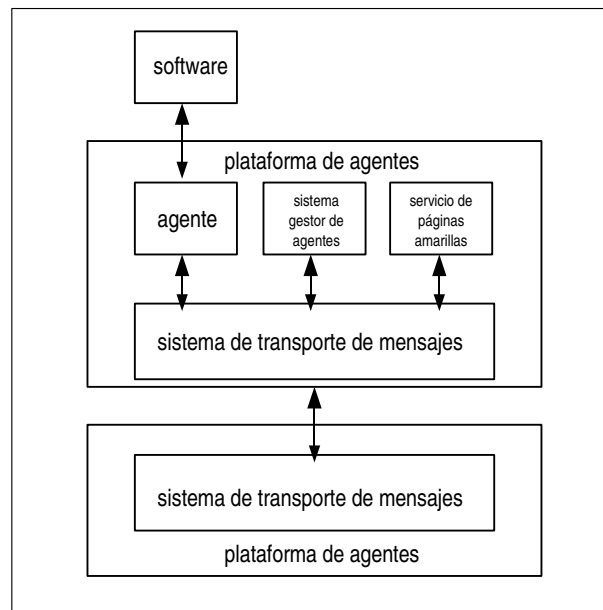 software
plataforma de agentes
agente
sistema
gestor de
agentes
servicio de
páginas
amarillas
sistema de transporte de mensajes
sistema de transporte de mensajes
plataforma de agentes